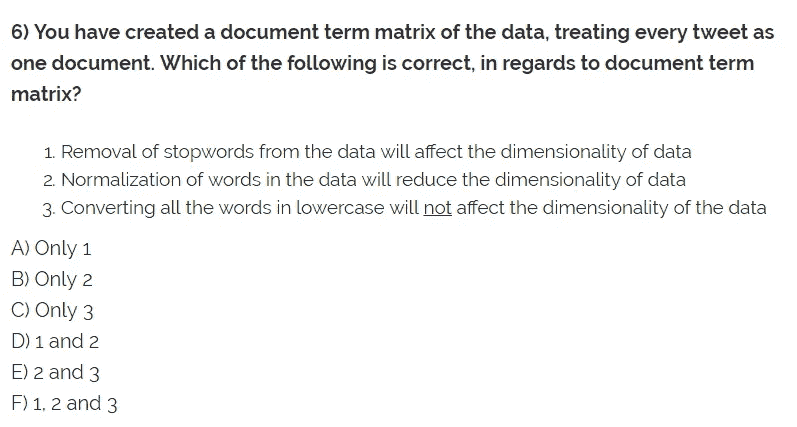 6) You have created a document term matrix of the data, treating every tweet as
one document. Which of the following is correct, in regards to document term
matrix?
1. Removal of stopwords from the data will affect the dimensionality of data
2. Normalization of words in the data will reduce the dimensionality of data
3. Converting all the words in lowercase will not affect the dimensionality of the data
A) Only 1
B) Only 2
C) Only 3
D) 1 and 2
E) 2 and 3
F) 1, 2 and 3